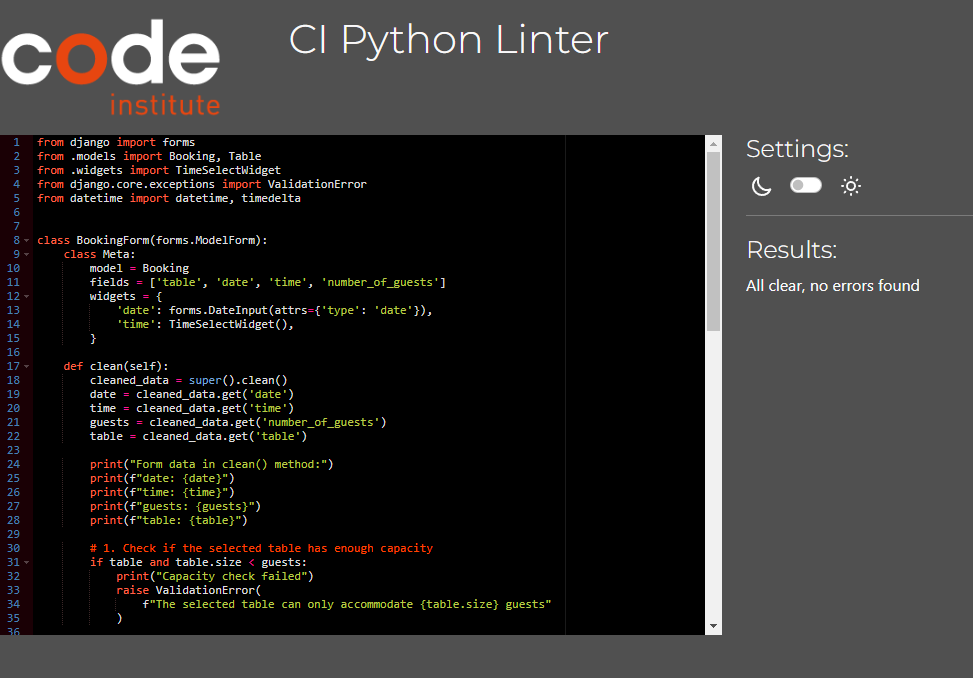 code
institute
CI Python Linter
1 from django import forms
2 from .models import Booking, Table
3 from .widgets import TimeSelectWidget
4 from django.core.exceptions import ValidationError
5 from datetime import datetime, timedelta
6
7
8 class BookingForm(forms.ModelForm):
9     class Meta:
10         model = Booking
11         fields = ['table', 'date', 'time', 'number_of_guests']
12         widgets = {
13             'date': forms.DateInput(attrs={'type': 'date'}),
14             'time': TimeSelectWidget(),
15         }
16
17     def clean(self):
18         cleaned_data = super().clean()
19         date = cleaned_data.get('date')
20         time = cleaned_data.get('time')
21         guests = cleaned_data.get('number_of_guests')
22         table = cleaned_data.get('table')
23
24         print("Form data in clean() method:")
25         print(f"date: {date}")
26         print(f"time: {time}")
27         print(f"guests: {guests}")
28         print(f"table: {table}")
29
30         # 1. Check if the selected table has enough capacity
31         if table and table.size < guests:
32             print("Capacity check failed")
33             raise ValidationError(
34                 f"The selected table can only accommodate {table.size} guests"
35             )
36
Settings:
Results:
All clear, no errors found